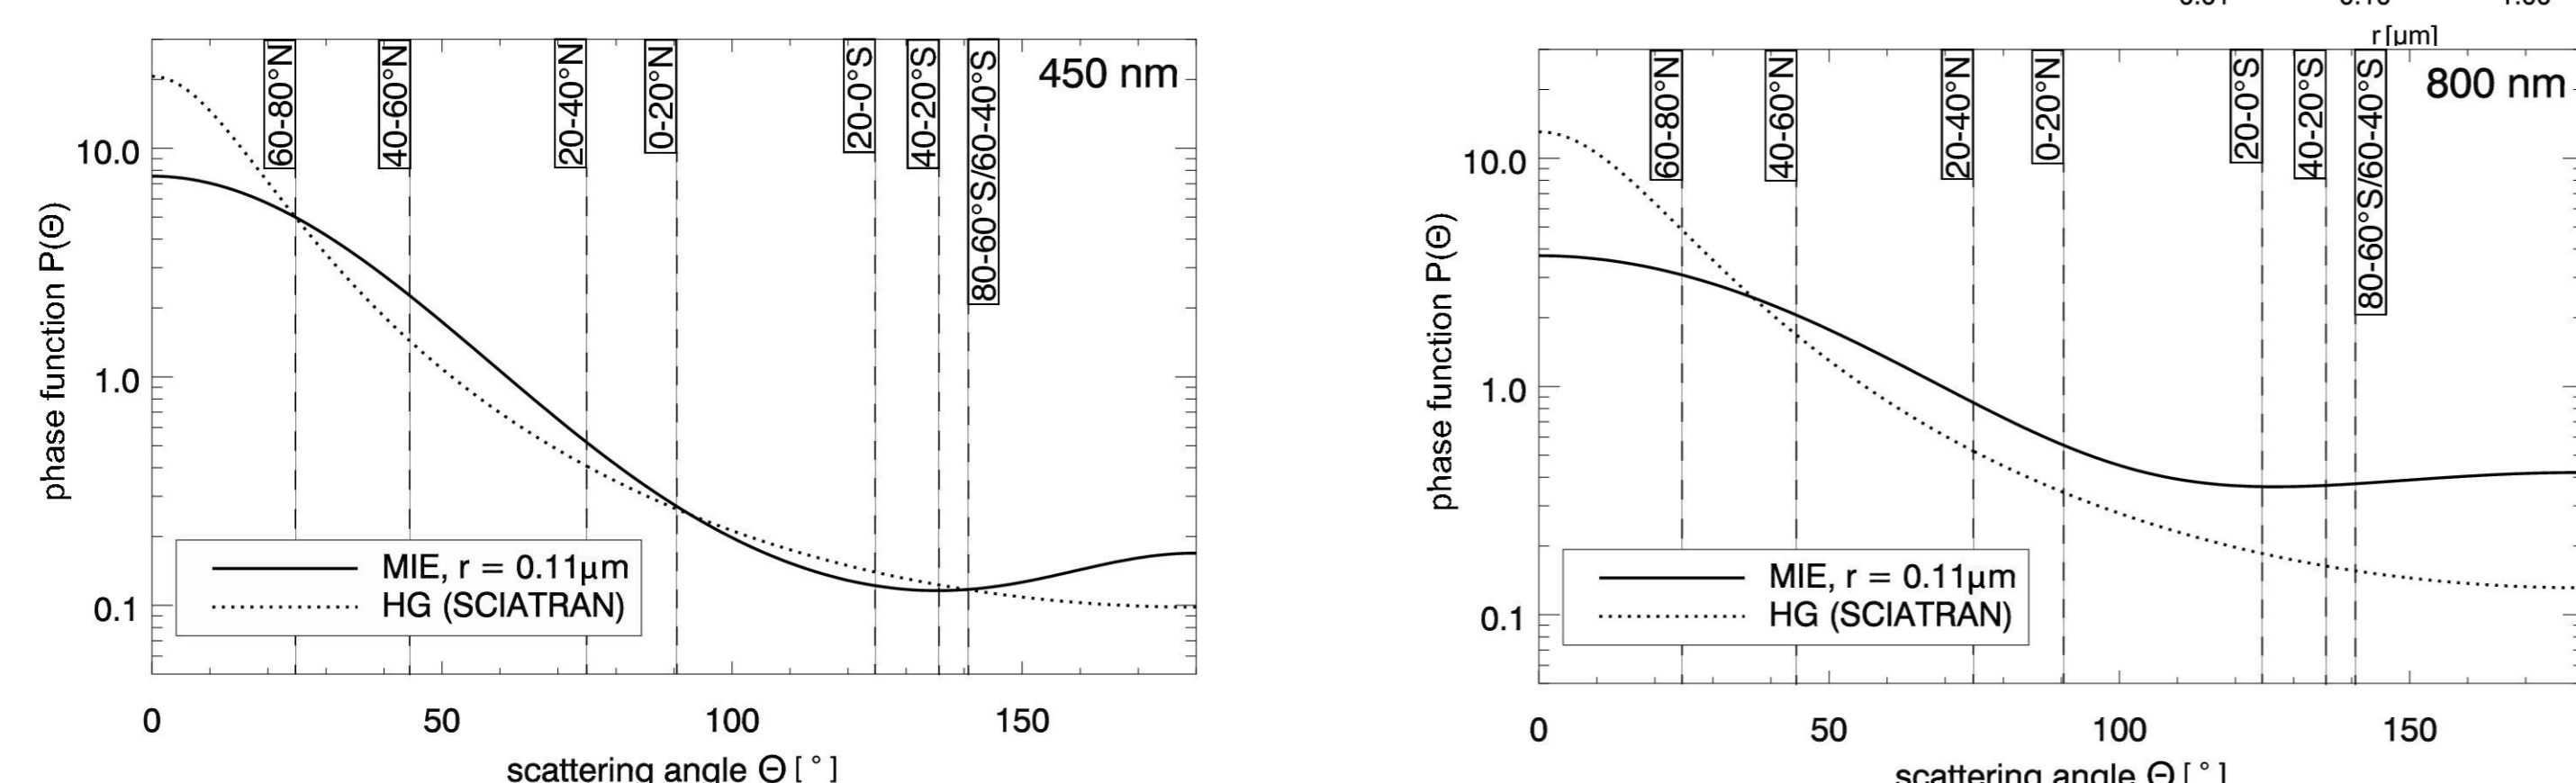 60-80°N
40-60°N
20-40°N
0-20°N
20-0°S
40-20°S
80-60°S/60-40°S
450 nm
10.0
1.0
0.1
phase function P(Θ)
MIE, r = 0.11µm
HG (SCIATRAN)
0 50 100 150
scattering angle Θ [°]
r [µm]
60-80°N
40-60°N
20-40°N
0-20°N
20-0°S
40-20°S
80-60°S/60-40°S
800 nm
10.0
1.0
0.1
phase function P(Θ)
MIE, r = 0.11µm
HG (SCIATRAN)
0 50 100 150
scattering angle Θ [°]